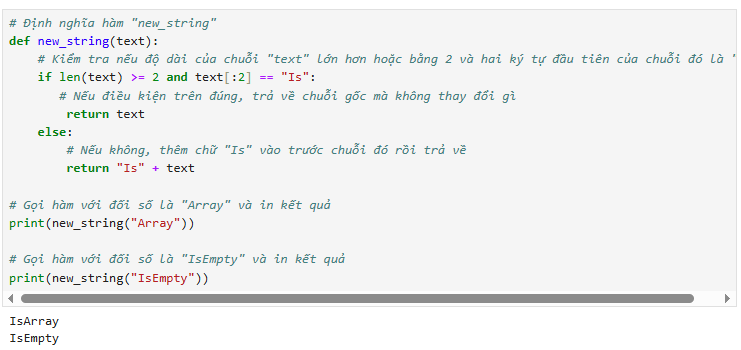 # Định nghĩa hàm "new_string"
def new_string(text):
    # Kiểm tra nếu độ dài của chuỗi "text" lớn hơn hoặc bằng 2 và hai ký tự đầu tiên của chuỗi đó là "
    if len(text) >= 2 and text[:2] == "Is":
       # Nếu điều kiện trên đúng, trả về chuỗi gốc mà không thay đổi gì
        return text
    else:
        # Nếu không, thêm chữ "Is" vào trước chuỗi đó rồi trả về
        return "Is" + text
# Gọi hàm với đối số là "Array" và in kết quả
print(new_string("Array"))
# Gọi hàm với đối số là "IsEmpty" và in kết quả
print(new_string("IsEmpty"))
IsArray
IsEmpty